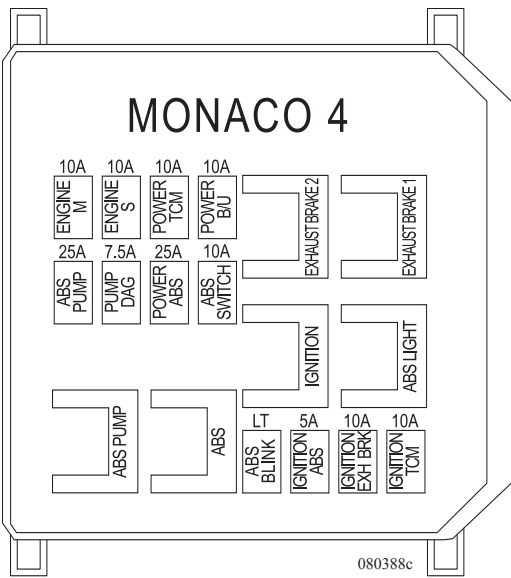 MONACO 4
10A 10A 10A 10A
ENGINE
M
ENGINE
S
POWER
TCM
POWER
B/U
EXHAUST BRAKE 2
EXHAUST BRAKE 1
25A 7.5A 25A 10A
ABS
PUMP
PUMP
DAG
POWER
ABS
ABS
SWITCH
IGNITION
ABS LIGHT
ABS PUMP
ABS
LT 5A 10A 10A
ABS
BLINK
IGNITION
ABS
IGNITION
EXH BRK
IGNITION
TCM
080388c